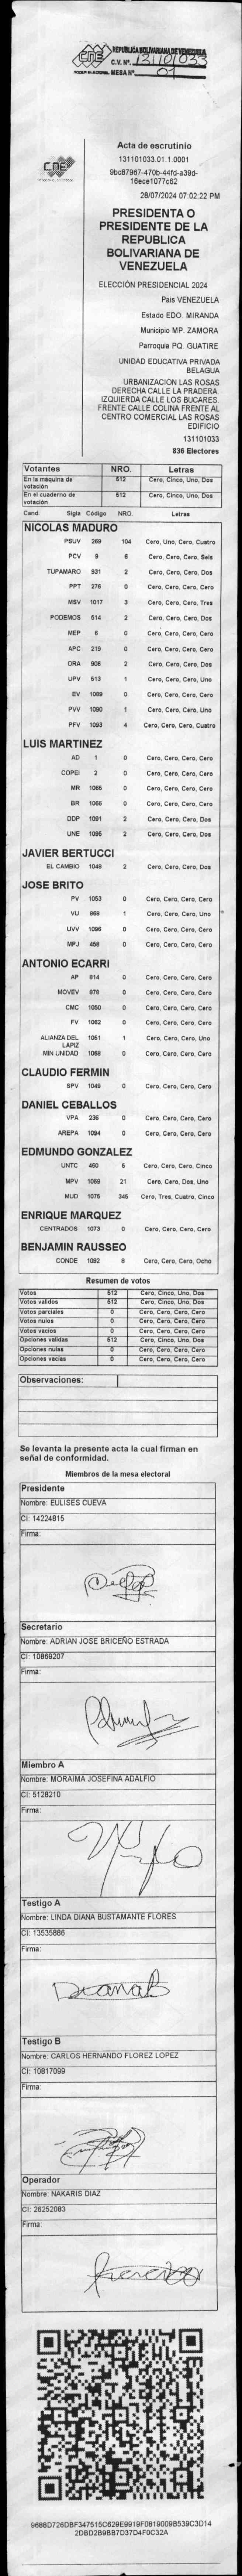 CNE
REPUBLICA BOLIVARIANA DE VENEZUELA
C.V. Nº. 131101033
MESA Nº 01
CNE
Acta de escrutinio
131101033.01.1.0001
9bc87967-470b-44fd-a39d-
16ece1077c62
28/07/2024 07:02:22 PM
PRESIDENTA O
PRESIDENTE DE LA
REPUBLICA
BOLIVARIANA DE
VENEZUELA
ELECCIÓN PRESIDENCIAL 2024
País VENEZUELA
Estado EDO. MIRANDA
Municipio MP. ZAMORA
Parroquia PQ. GUATIRE
UNIDAD EDUCATIVA PRIVADA
BELAGUA
URBANIZACION LAS ROSAS
DERECHA CALLE LA PRADERA.
IZQUIERDA CALLE LOS BUCARES.
FRENTE CALLE COLINA FRENTE AL
CENTRO COMERCIAL LAS ROSAS
EDIFICIO
131101033
836 Electores
Votantes NRO. Letras
En la máquina de votación 512 Cero, Cinco, Uno, Dos
En el cuaderno de votación 512 Cero, Cinco, Uno, Dos
Cand. Sigla Código NRO. Letras
NICOLAS MADURO
PSUV 269 104 Cero, Uno, Cero, Cuatro
PCV 9 6 Cero, Cero, Cero, Seis
TUPAMARO 931 2 Cero, Cero, Cero, Dos
PPT 276 0 Cero, Cero, Cero, Cero
MSV 1017 3 Cero, Cero, Cero, Tres
PODEMOS 514 2 Cero, Cero, Cero, Dos
MEP 6 0 Cero, Cero, Cero, Cero
APC 219 0 Cero, Cero, Cero, Cero
ORA 906 2 Cero, Cero, Cero, Dos
UPV 513 1 Cero, Cero, Cero, Uno
EV 1089 0 Cero, Cero, Cero, Cero
PVV 1090 1 Cero, Cero, Cero, Uno
PFV 1093 4 Cero, Cero, Cero, Cuatro
LUIS MARTINEZ
AD 1 0 Cero, Cero, Cero, Cero
COPEI 2 0 Cero, Cero, Cero, Cero
MR 1065 0 Cero, Cero, Cero, Cero
BR 1066 0 Cero, Cero, Cero, Cero
DDP 1091 2 Cero, Cero, Cero, Dos
UNE 1095 2 Cero, Cero, Cero, Dos
JAVIER BERTUCCI
EL CAMBIO 1048 2 Cero, Cero, Cero, Dos
JOSE BRITO
PV 1053 0 Cero, Cero, Cero, Cero
VU 868 1 Cero, Cero, Cero, Uno
UVV 1096 0 Cero, Cero, Cero, Cero
MPJ 458 0 Cero, Cero, Cero, Cero
ANTONIO ECARRI
AP 814 0 Cero, Cero, Cero, Cero
MOVEV 878 0 Cero, Cero, Cero, Cero
CMC 1050 0 Cero, Cero, Cero, Cero
FV 1062 0 Cero, Cero, Cero, Cero
ALIANZA DEL LAPIZ 1051 1 Cero, Cero, Cero, Uno
MIN UNIDAD 1068 0 Cero, Cero, Cero, Cero
CLAUDIO FERMIN
SPV 1049 0 Cero, Cero, Cero, Cero
DANIEL CEBALLOS
VPA 236 0 Cero, Cero, Cero, Cero
AREPA 1094 0 Cero, Cero, Cero, Cero
EDMUNDO GONZALEZ
UNTC 460 5 Cero, Cero, Cero, Cinco
MPV 1069 21 Cero, Cero, Dos, Uno
MUD 1075 345 Cero, Tres, Cuatro, Cinco
ENRIQUE MARQUEZ
CENTRADOS 1073 0 Cero, Cero, Cero, Cero
BENJAMIN RAUSSEO
CONDE 1092 8 Cero, Cero, Cero, Ocho
Resumen de votos
Votos 512 Cero, Cinco, Uno, Dos
Votos validos 512 Cero, Cinco, Uno, Dos
Votos parciales 0 Cero, Cero, Cero, Cero
Votos nulos 0 Cero, Cero, Cero, Cero
Votos vacios 0 Cero, Cero, Cero, Cero
Opciones validas 512 Cero, Cinco, Uno, Dos
Opciones nulas 0 Cero, Cero, Cero, Cero
Opciones vacias 0 Cero, Cero, Cero, Cero
Observaciones:
Se levanta la presente acta la cual firman en
señal de conformidad.
Miembros de la mesa electoral
Presidente
Nombre: EULISES CUEVA
CI: 14224815
Firma:
Secretario
Nombre: ADRIAN JOSE BRICEÑO ESTRADA
CI: 10869207
Firma:
Miembro A
Nombre: MORAIMA JOSEFINA ADALFIO
CI: 5128210
Firma:
Testigo A
Nombre: LINDA DIANA BUSTAMANTE FLORES
CI: 13535886
Firma:
DianaB
Testigo B
Nombre: CARLOS HERNANDO FLOREZ LOPEZ
CI: 10817099
Firma:
Operador
Nombre: NAKARIS DIAZ
CI: 26252083
Firma:
9688D726DBF347515C629E9919F0819009B539C3D14
2DBD2B9BB7D37D4F0C32A